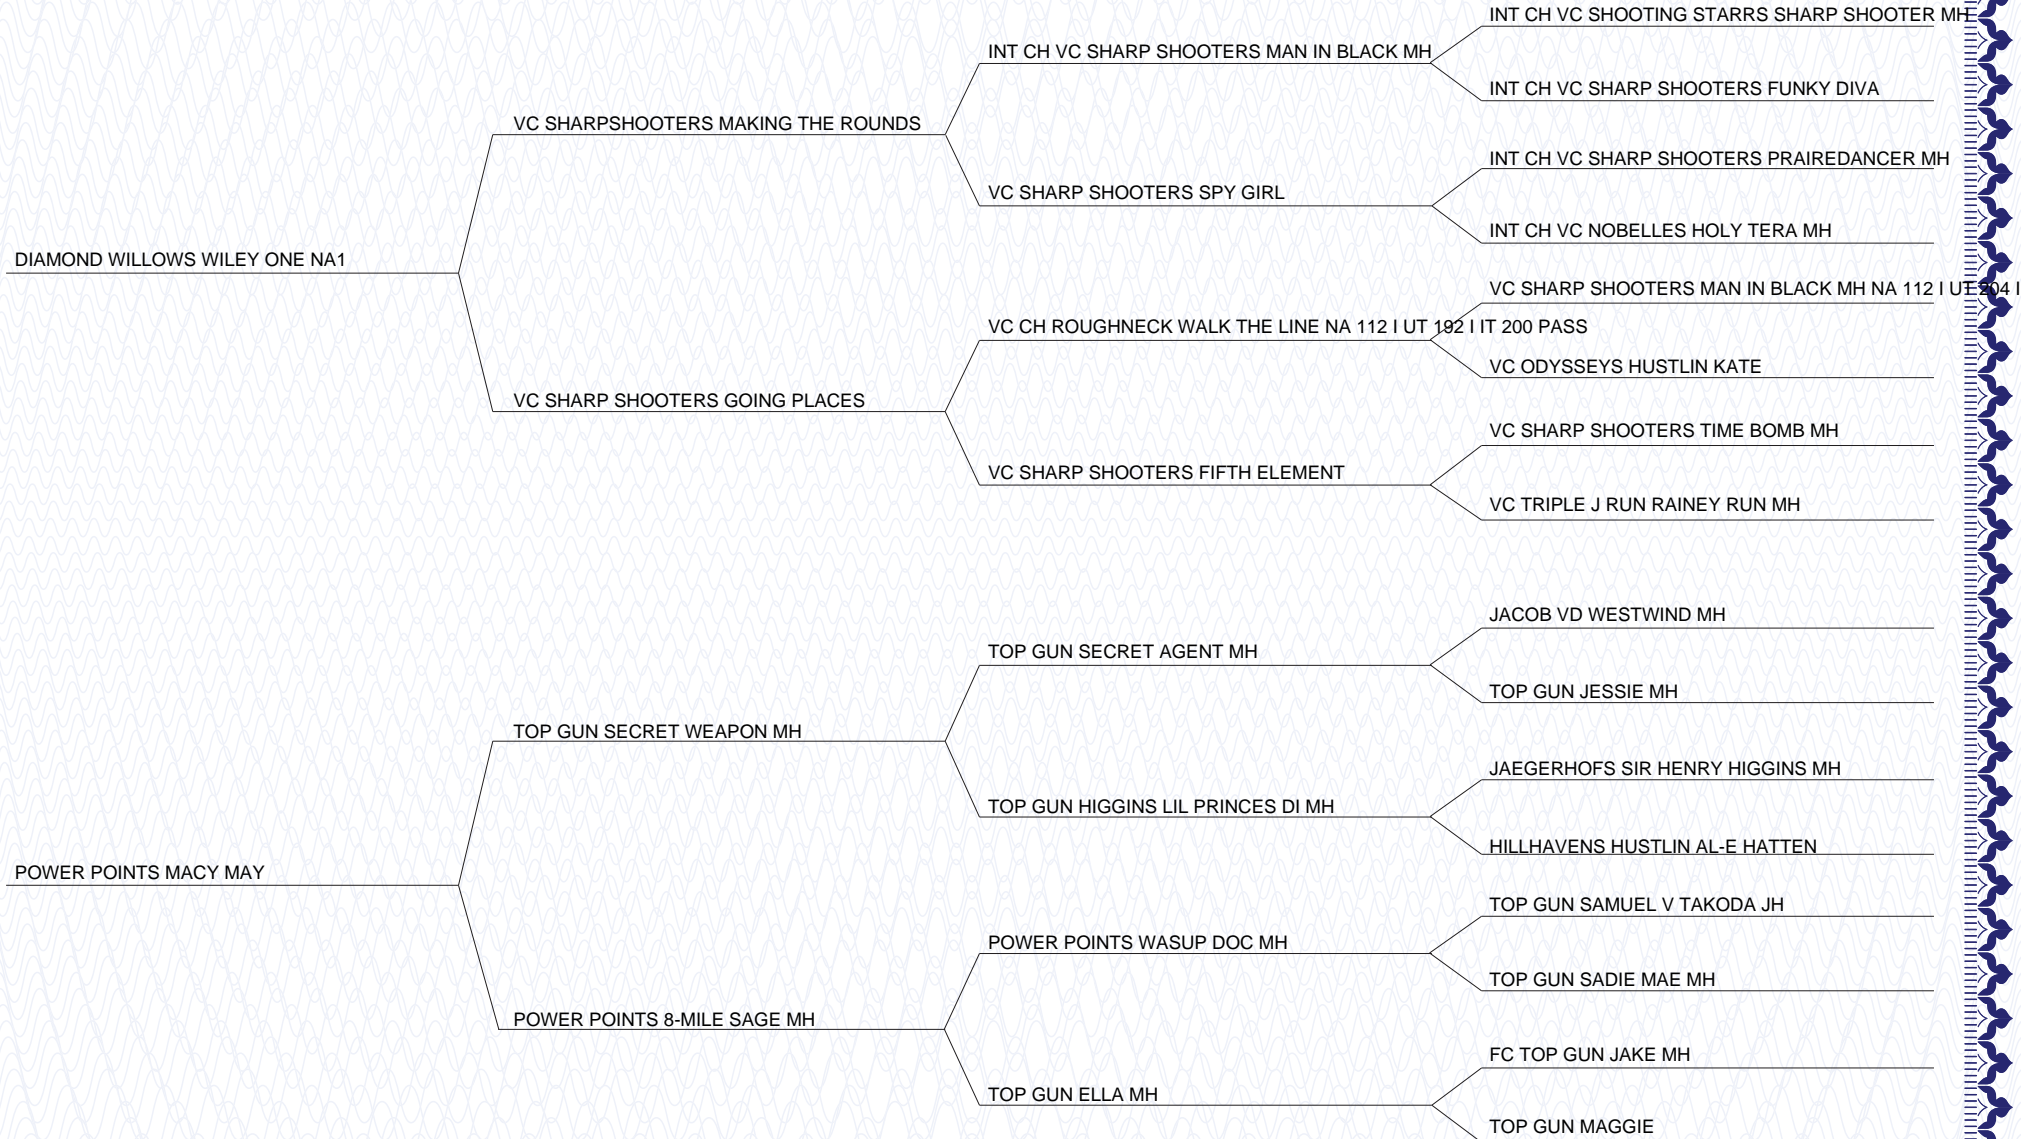 INT CH VC SHOOTING STARRS SHARP SHOOTER MH
INT CH VC SHARP SHOOTERS MAN IN BLACK MH
INT CH VC SHARP SHOOTERS FUNKY DIVA
VC SHARPSHOOTERS MAKING THE ROUNDS
INT CH VC SHARP SHOOTERS PRAIREDANCER MH
VC SHARP SHOOTERS SPY GIRL
INT CH VC NOBELLES HOLY TERA MH
DIAMOND WILLOWS WILEY ONE NA1
VC SHARP SHOOTERS MAN IN BLACK MH NA 112 I UT 204 I
VC CH ROUGHNECK WALK THE LINE NA 112 I UT 192 I IT 200 PASS
VC ODYSSEYS HUSTLIN KATE
VC SHARP SHOOTERS GOING PLACES
VC SHARP SHOOTERS TIME BOMB MH
VC SHARP SHOOTERS FIFTH ELEMENT
VC TRIPLE J RUN RAINEY RUN MH
JACOB VD WESTWIND MH
TOP GUN SECRET AGENT MH
TOP GUN JESSIE MH
TOP GUN SECRET WEAPON MH
JAEGERHOFS SIR HENRY HIGGINS MH
TOP GUN HIGGINS LIL PRINCES DI MH
HILLHAVENS HUSTLIN AL-E HATTEN
POWER POINTS MACY MAY
TOP GUN SAMUEL V TAKODA JH
POWER POINTS WASUP DOC MH
TOP GUN SADIE MAE MH
POWER POINTS 8-MILE SAGE MH
FC TOP GUN JAKE MH
TOP GUN ELLA MH
TOP GUN MAGGIE